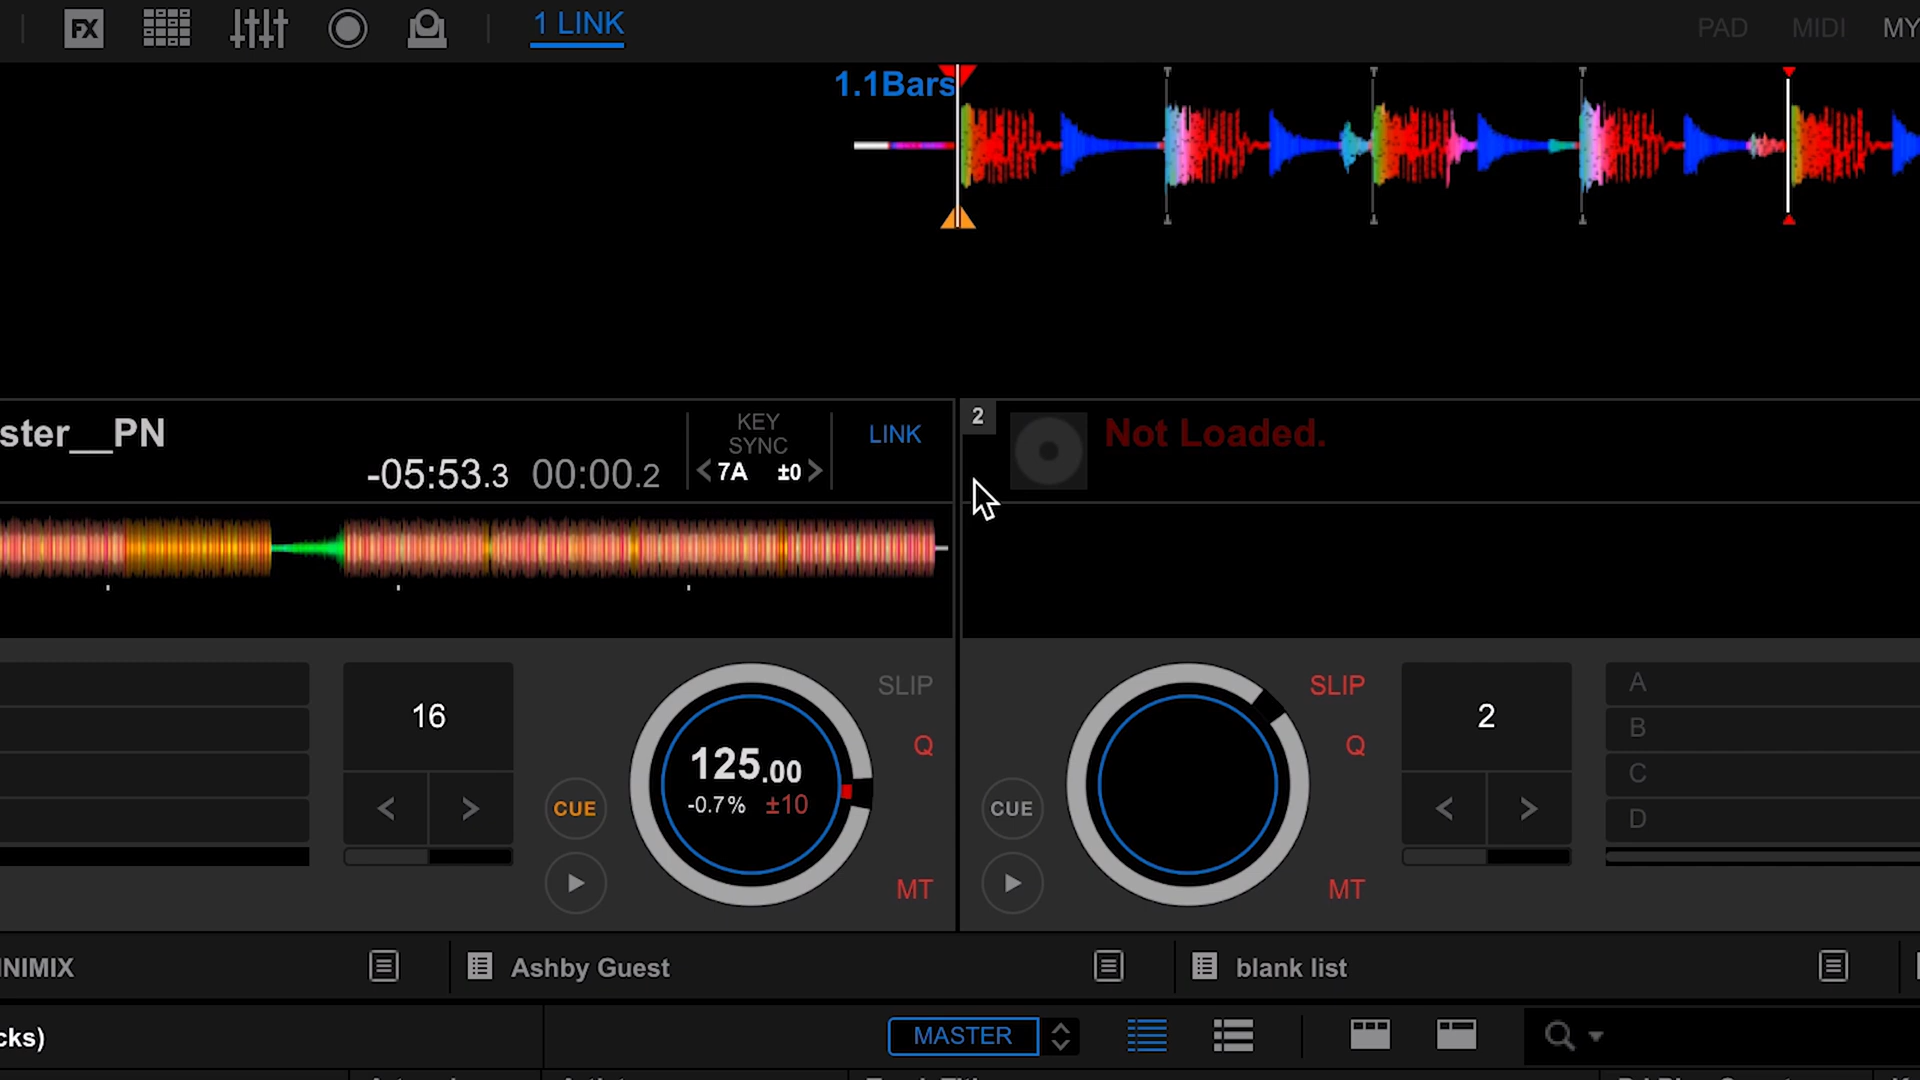 FX
1 LINK
PAD
MIDI
MY
1.1Bars
ster__PN
-05:53.3
00:00.2
KEY
SYNC
< 7A ±0 >
LINK
2
Not Loaded.
16
< >
CUE
125.00
-0.7% ±10
SLIP
Q
MT
CUE
SLIP
Q
MT
2
< >
A
B
C
D
NIMIX
Ashby Guest
blank list
cks)
MASTER